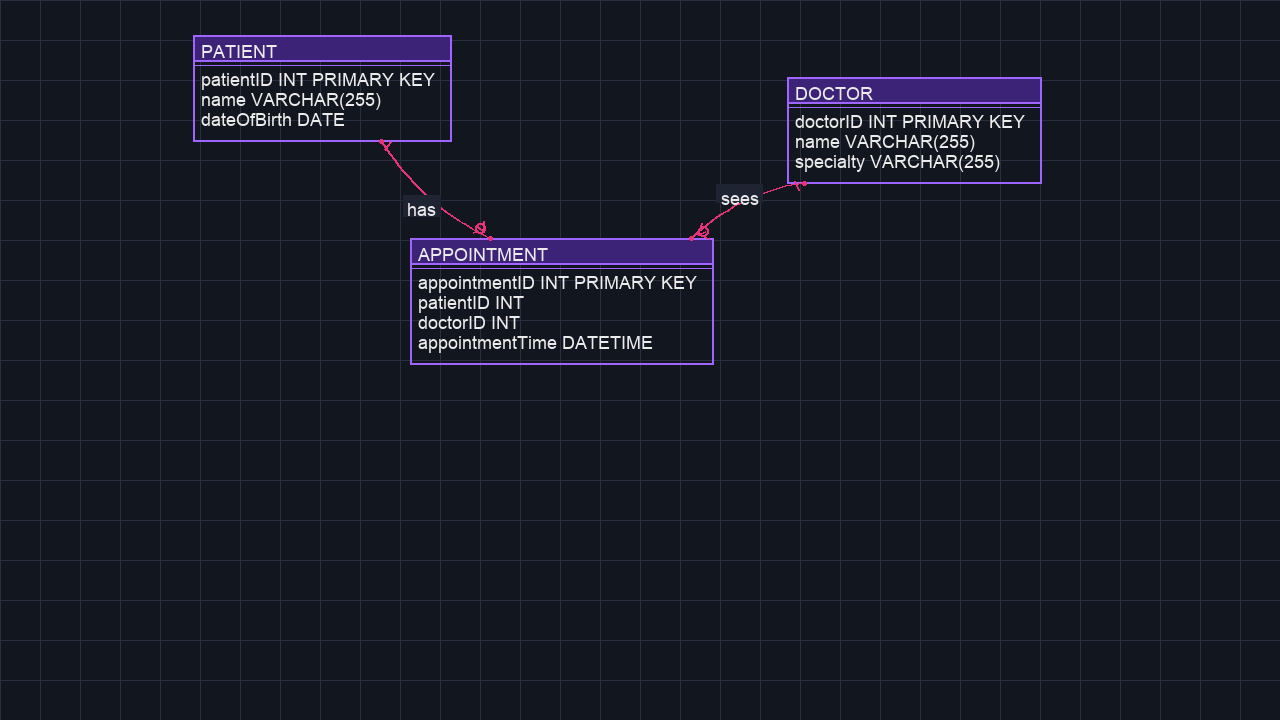 PATIENT
patientID INT PRIMARY KEY
name VARCHAR(255)
dateOfBirth DATE
DOCTOR
doctorID INT PRIMARY KEY
name VARCHAR(255)
specialty VARCHAR(255)
has
sees
APPOINTMENT
appointmentID INT PRIMARY KEY
patientID INT
doctorID INT
appointmentTime DATETIME